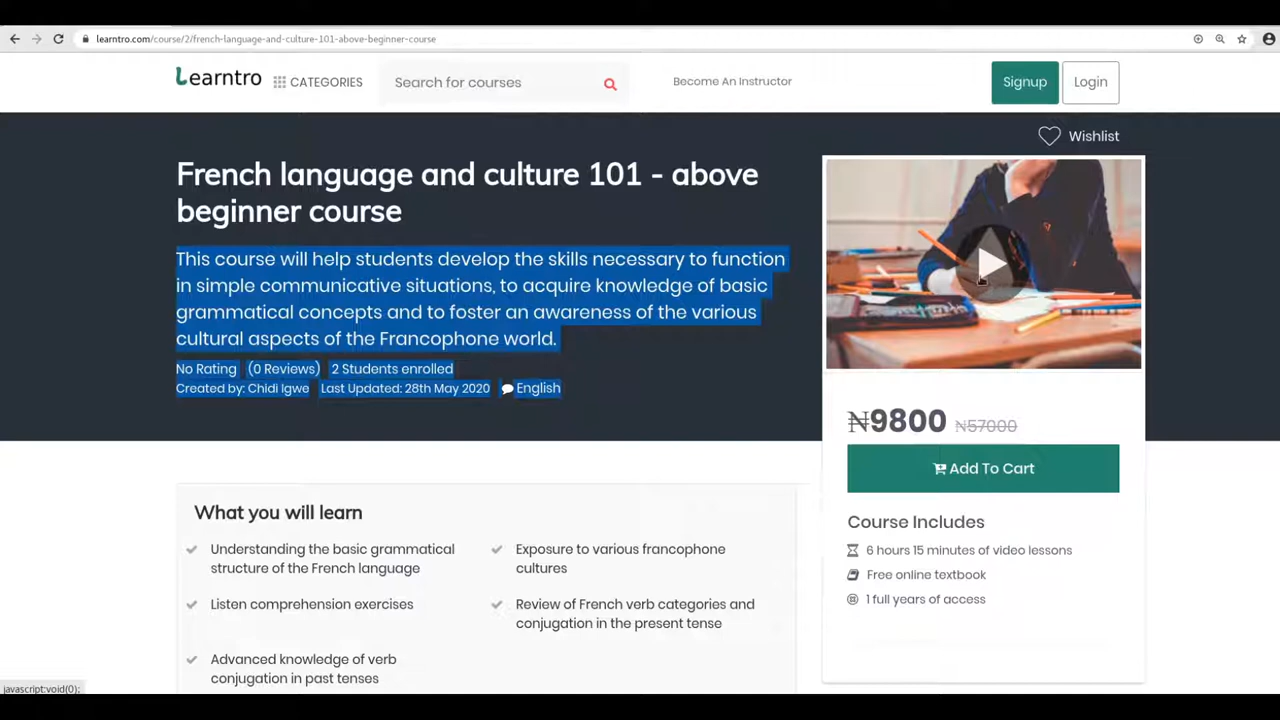 learntro.com/course/2/french-language-and-culture-101-above-beginner-course
Learntro
CATEGORIES
Search for courses
Become An Instructor
Signup
Login
Wishlist
French language and culture 101 - above
beginner course
This course will help students develop the skills necessary to function
in simple communicative situations, to acquire knowledge of basic
grammatical concepts and to foster an awareness of the various
cultural aspects of the Francophone world.
No Rating (0 Reviews) 2 Students enrolled
Created by: Chidi Igwe Last Updated: 28th May 2020 English
₦9800 ₦57000
Add To Cart
Course Includes
6 hours 15 minutes of video lessons
Free online textbook
1 full years of access
What you will learn
Understanding the basic grammatical
structure of the French language
Exposure to various francophone
cultures
Listen comprehension exercises
Review of French verb categories and
conjugation in the present tense
Advanced knowledge of verb
conjugation in past tenses
javascript:void(0);